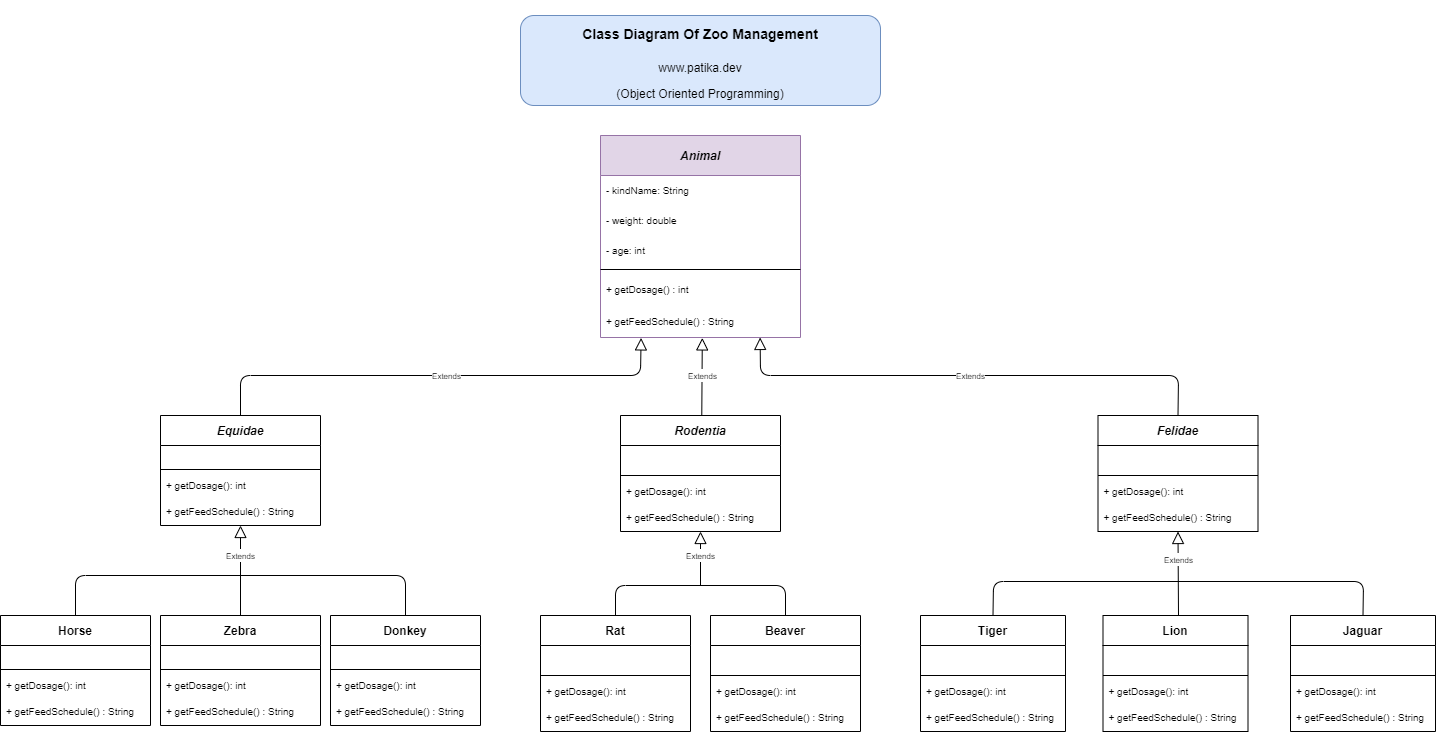 Class Diagram Of Zoo Management
www.patika.dev
(Object Oriented Programming)
Animal
- kindName: String
- weight: double
- age: int
+ getDosage() : int
+ getFeedSchedule() : String
Extends
Extends
Extends
Equidae
+ getDosage(): int
+ getFeedSchedule() : String
Rodentia
+ getDosage(): int
+ getFeedSchedule() : String
Felidae
+ getDosage(): int
+ getFeedSchedule() : String
Extends
Extends
Extends
Horse
+ getDosage(): int
+ getFeedSchedule() : String
Zebra
+ getDosage(): int
+ getFeedSchedule() : String
Donkey
+ getDosage(): int
+ getFeedSchedule() : String
Rat
+ getDosage(): int
+ getFeedSchedule() : String
Beaver
+ getDosage(): int
+ getFeedSchedule() : String
Tiger
+ getDosage(): int
+ getFeedSchedule() : String
Lion
+ getDosage(): int
+ getFeedSchedule() : String
Jaguar
+ getDosage(): int
+ getFeedSchedule() : String